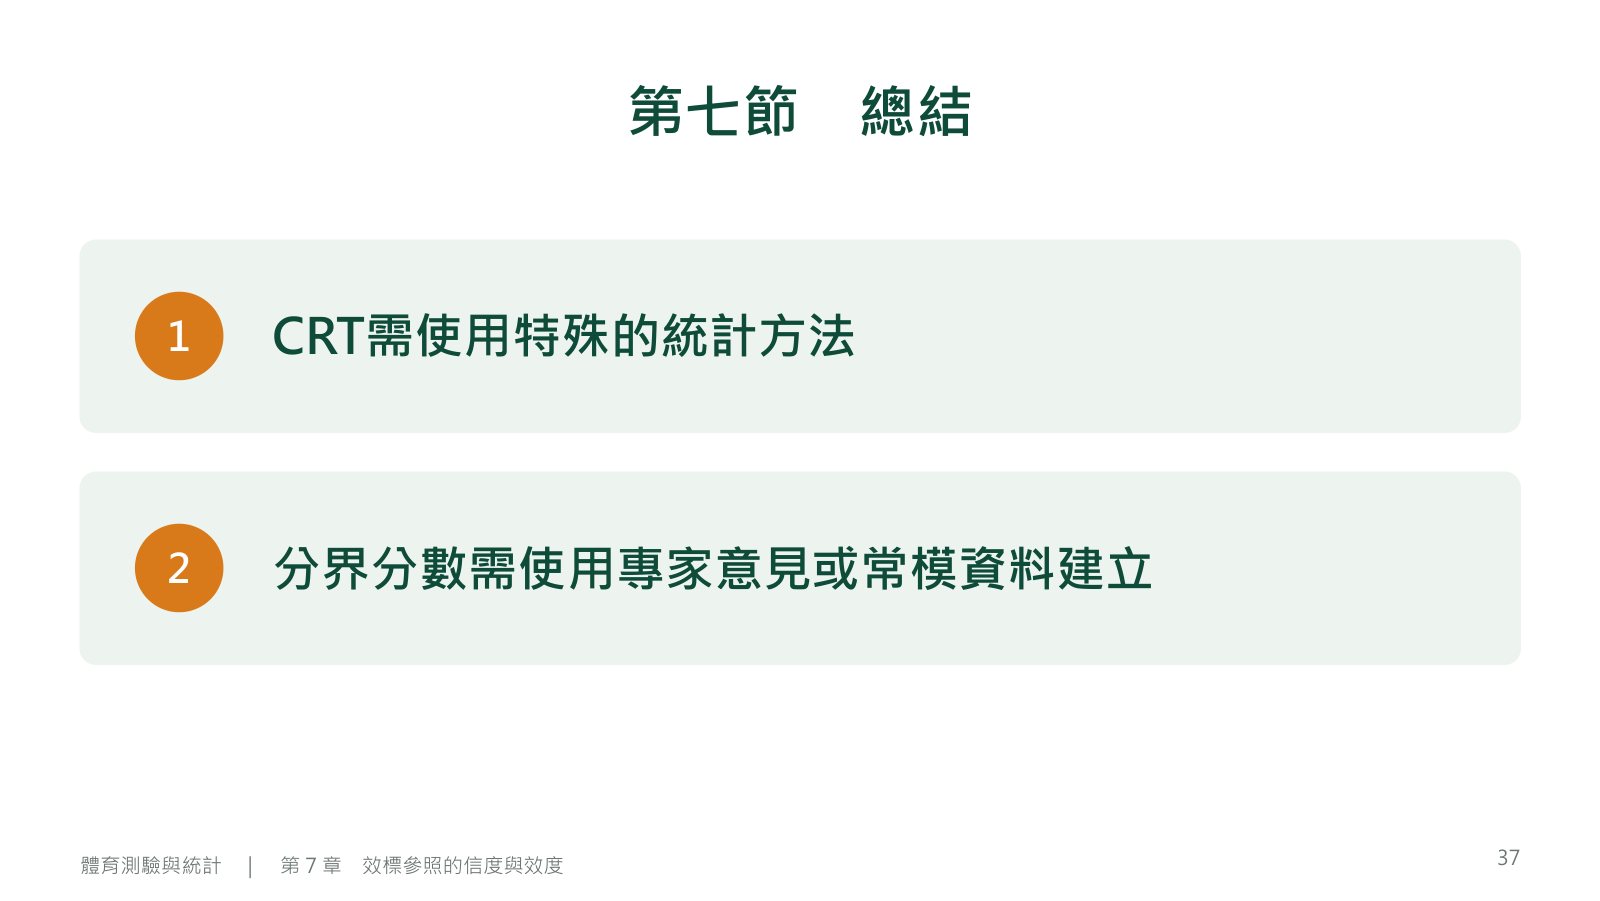 第七節　總結
1
CRT需使用特殊的統計方法
2
分界分數需使用專家意見或常模資料建立
體育測驗與統計　|　第 7 章　效標參照的信度與效度
37